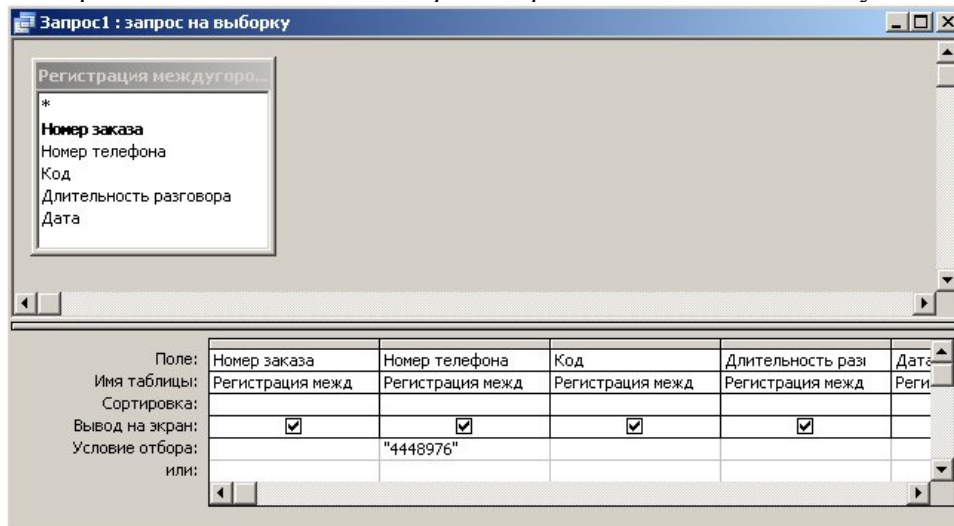 Запрос1 : запрос на выборку
Регистрация междугоро...
*
Номер заказа
Номер телефона
Код
Длительность разговора
Дата
Поле: Номер заказа Номер телефона Код Длительность разг Дата
Имя таблицы: Регистрация межд Регистрация межд Регистрация межд Регистрация межд Реги
Сортировка:
Вывод на экран:
Условие отбора: "4448976"
или: